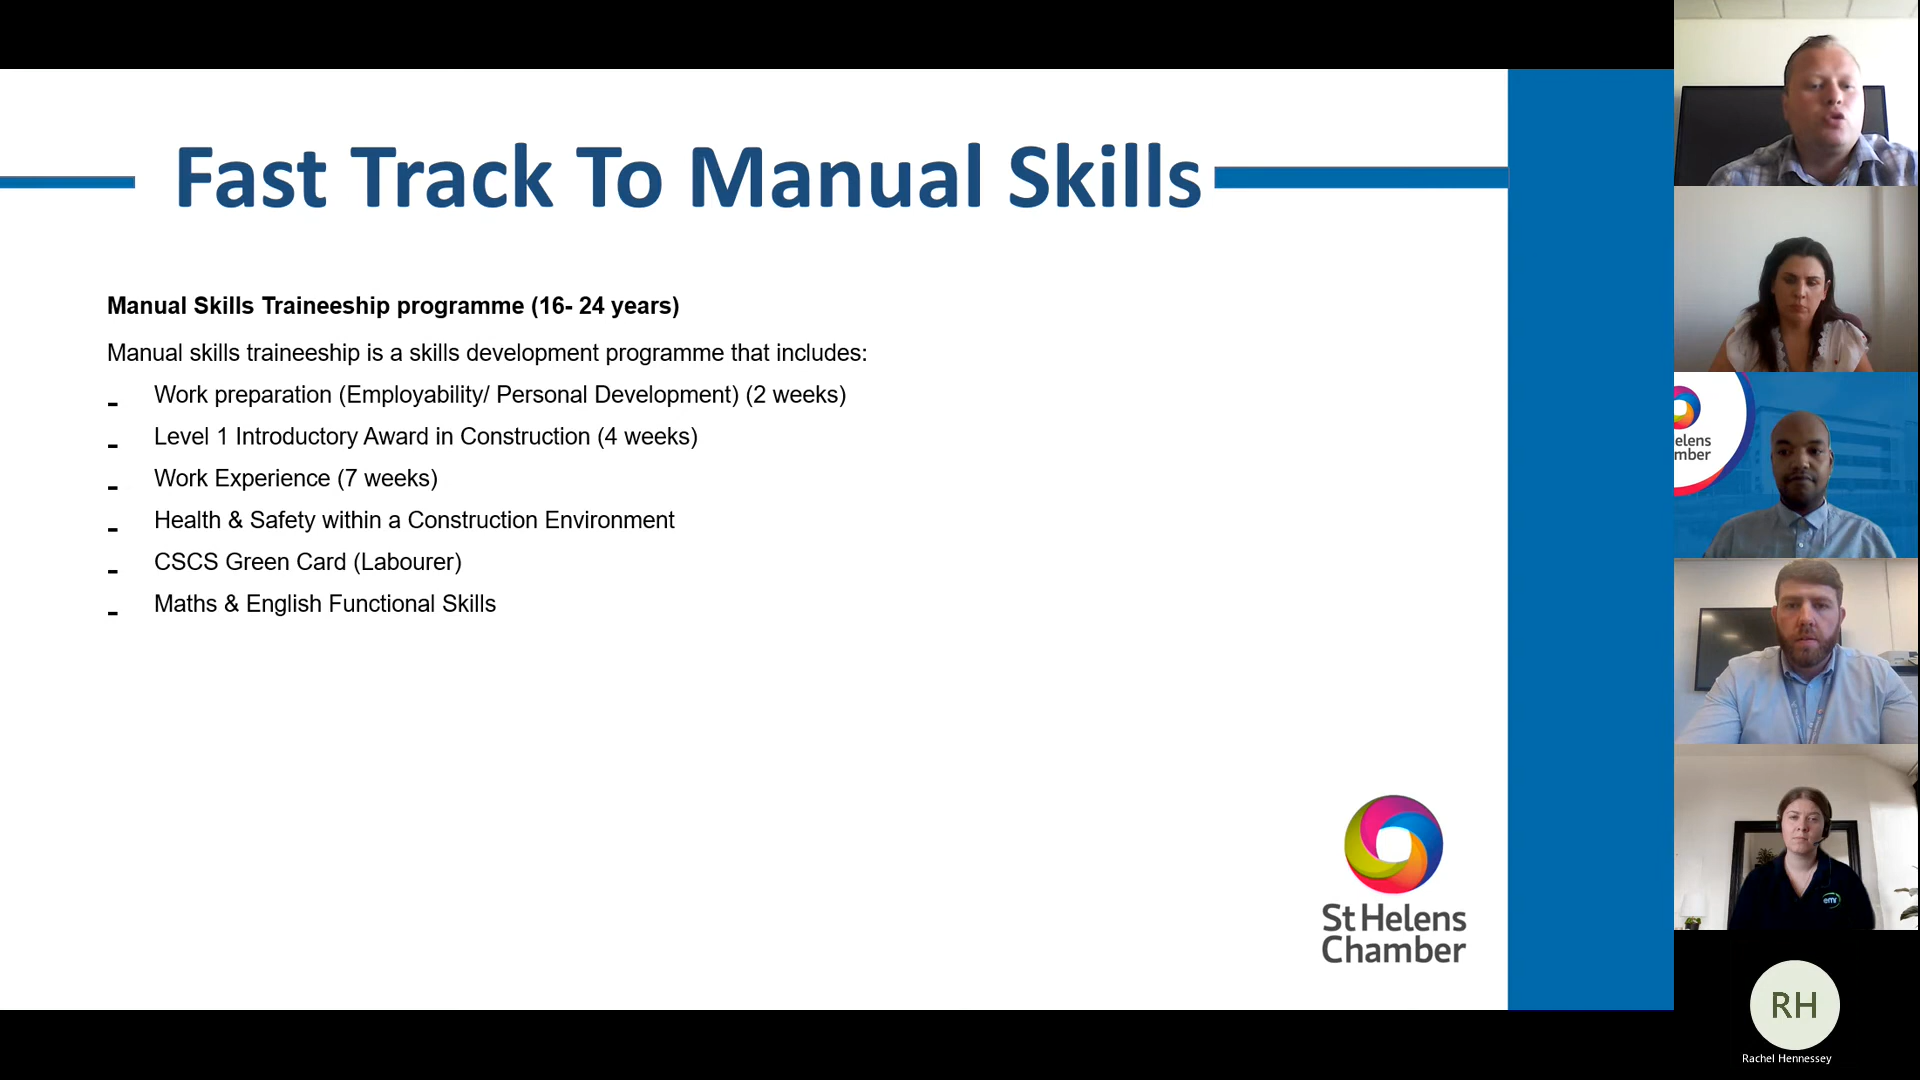 Fast Track To Manual Skills
Manual Skills Traineeship programme (16- 24 years)
Manual skills traineeship is a skills development programme that includes:
- Work preparation (Employability/ Personal Development) (2 weeks)
- Level 1 Introductory Award in Construction (4 weeks)
- Work Experience (7 weeks)
- Health & Safety within a Construction Environment
- CSCS Green Card (Labourer)
- Maths & English Functional Skills
St Helens
Chamber
elens
mber
emr
RH
Rachel Hennessey